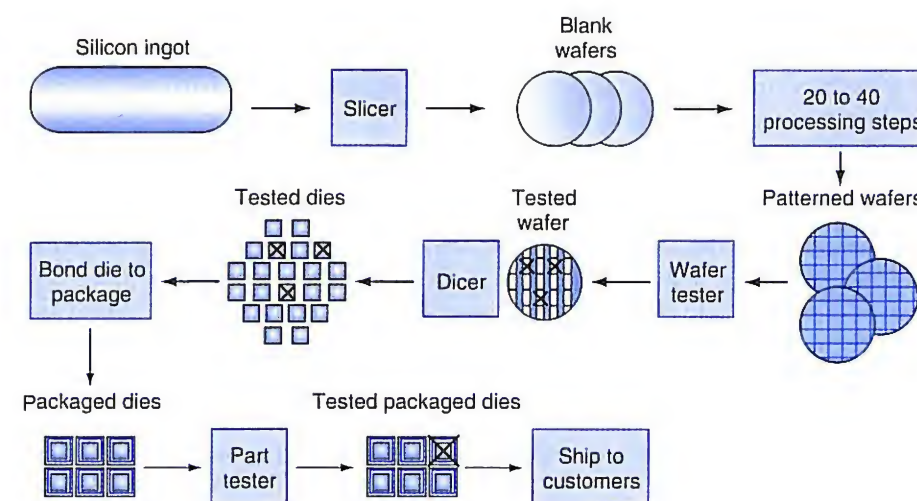 Silicon ingot
Slicer
Blank
wafers
20 to 40
processing steps
Tested dies
Tested
wafer
Patterned wafers
Bond die to
package
Dicer
Wafer
tester
Packaged dies
Tested packaged dies
Part
tester
Ship to
customers